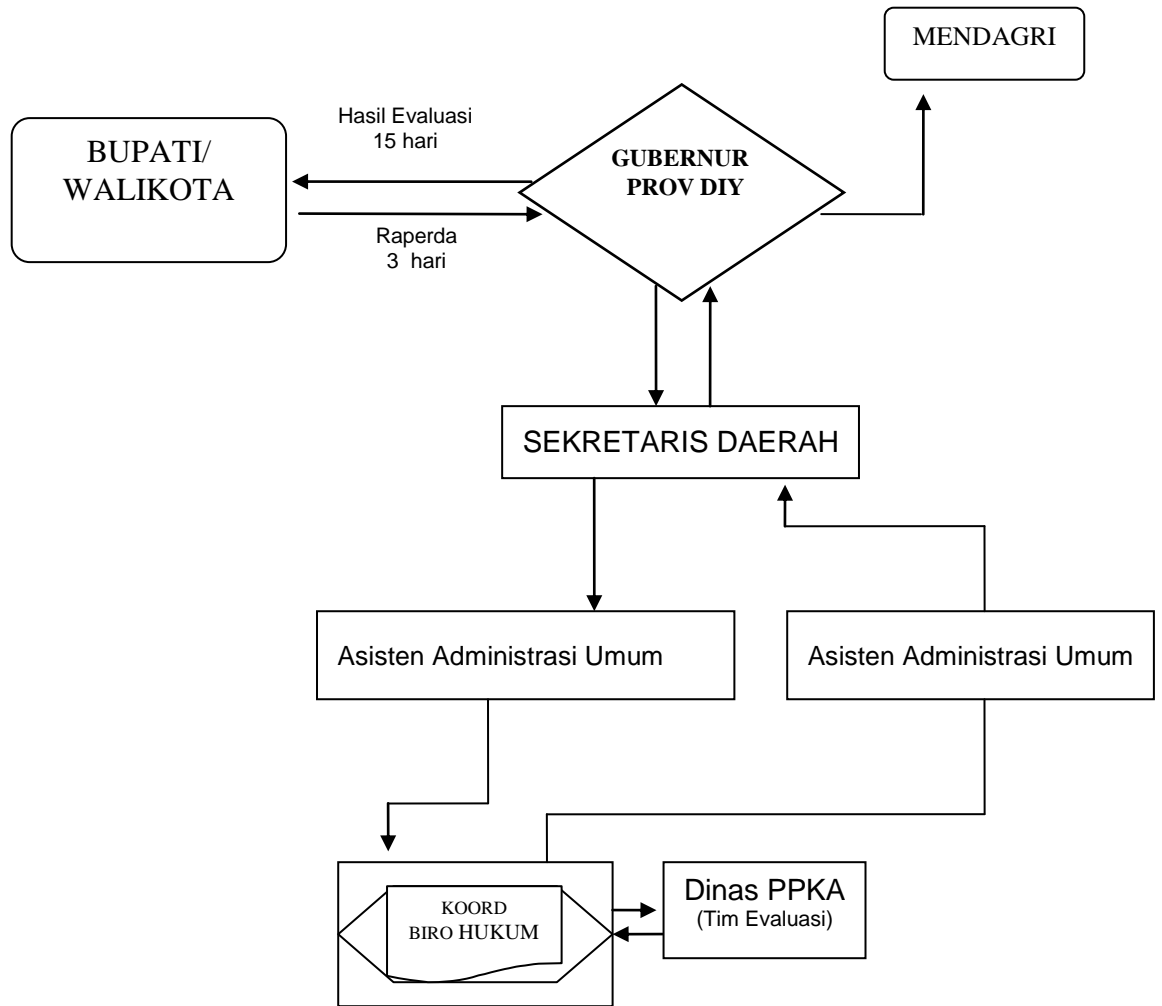 MENDAGRI
Hasil Evaluasi
15 hari
BUPATI/
WALIKOTA
GUBERNUR
PROV DIY
Raperda
3 hari
SEKRETARIS DAERAH
Asisten Administrasi Umum
Asisten Administrasi Umum
KOORD
BIRO HUKUM
Dinas PPKA
(Tim Evaluasi)